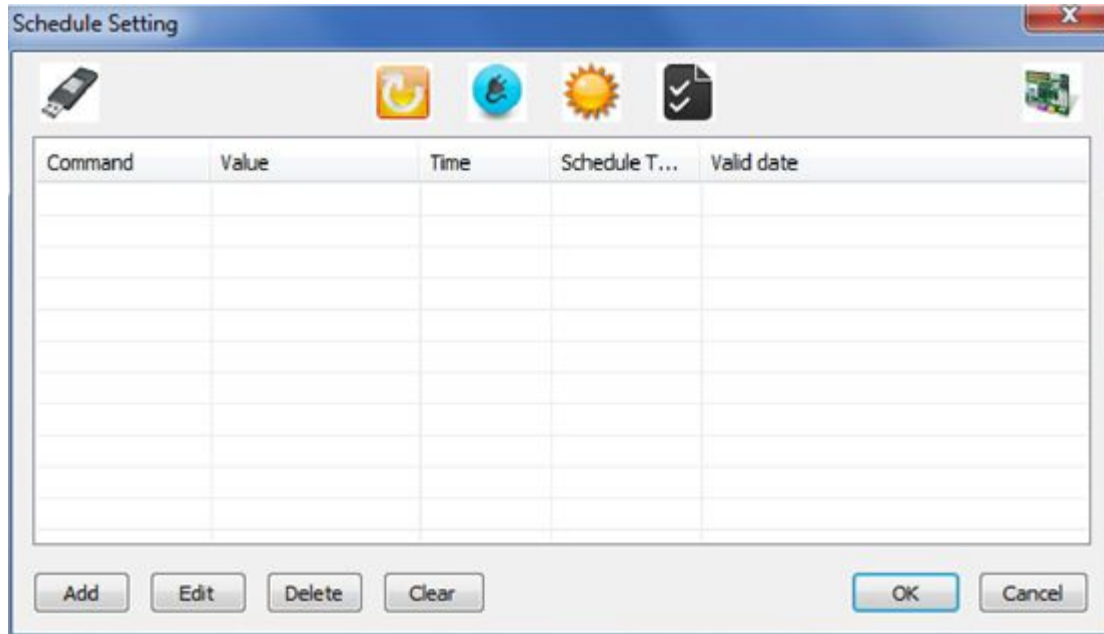 Schedule Setting
Command Value Time Schedule T... Valid date
Add Edit Delete Clear OK Cancel